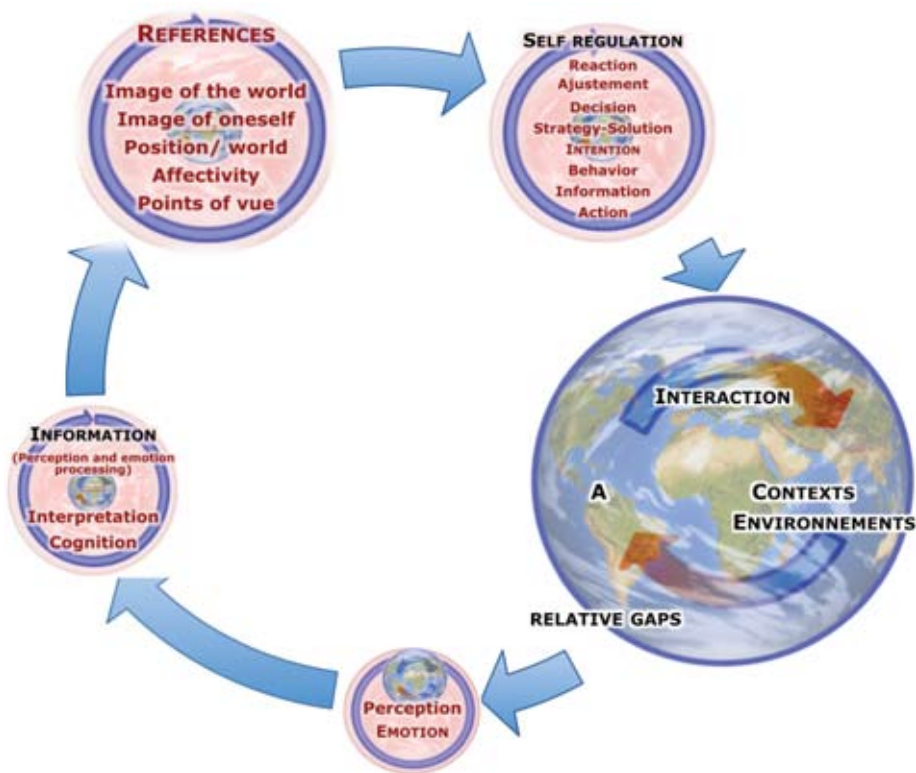 REFERENCES
Image of the world
Image of oneself
Position/ world
Affectivity
Points of vue
SELF REGULATION
Reaction
Ajustement
Decision
Strategy-Solution
INTENTION
Behavior
Information
Action
INTERACTION
A
CONTEXTS
ENVIRONNEMENTS
RELATIVE GAPS
Perception
EMOTION
INFORMATION
(Perception and emotion
processing)
Interpretation
Cognition